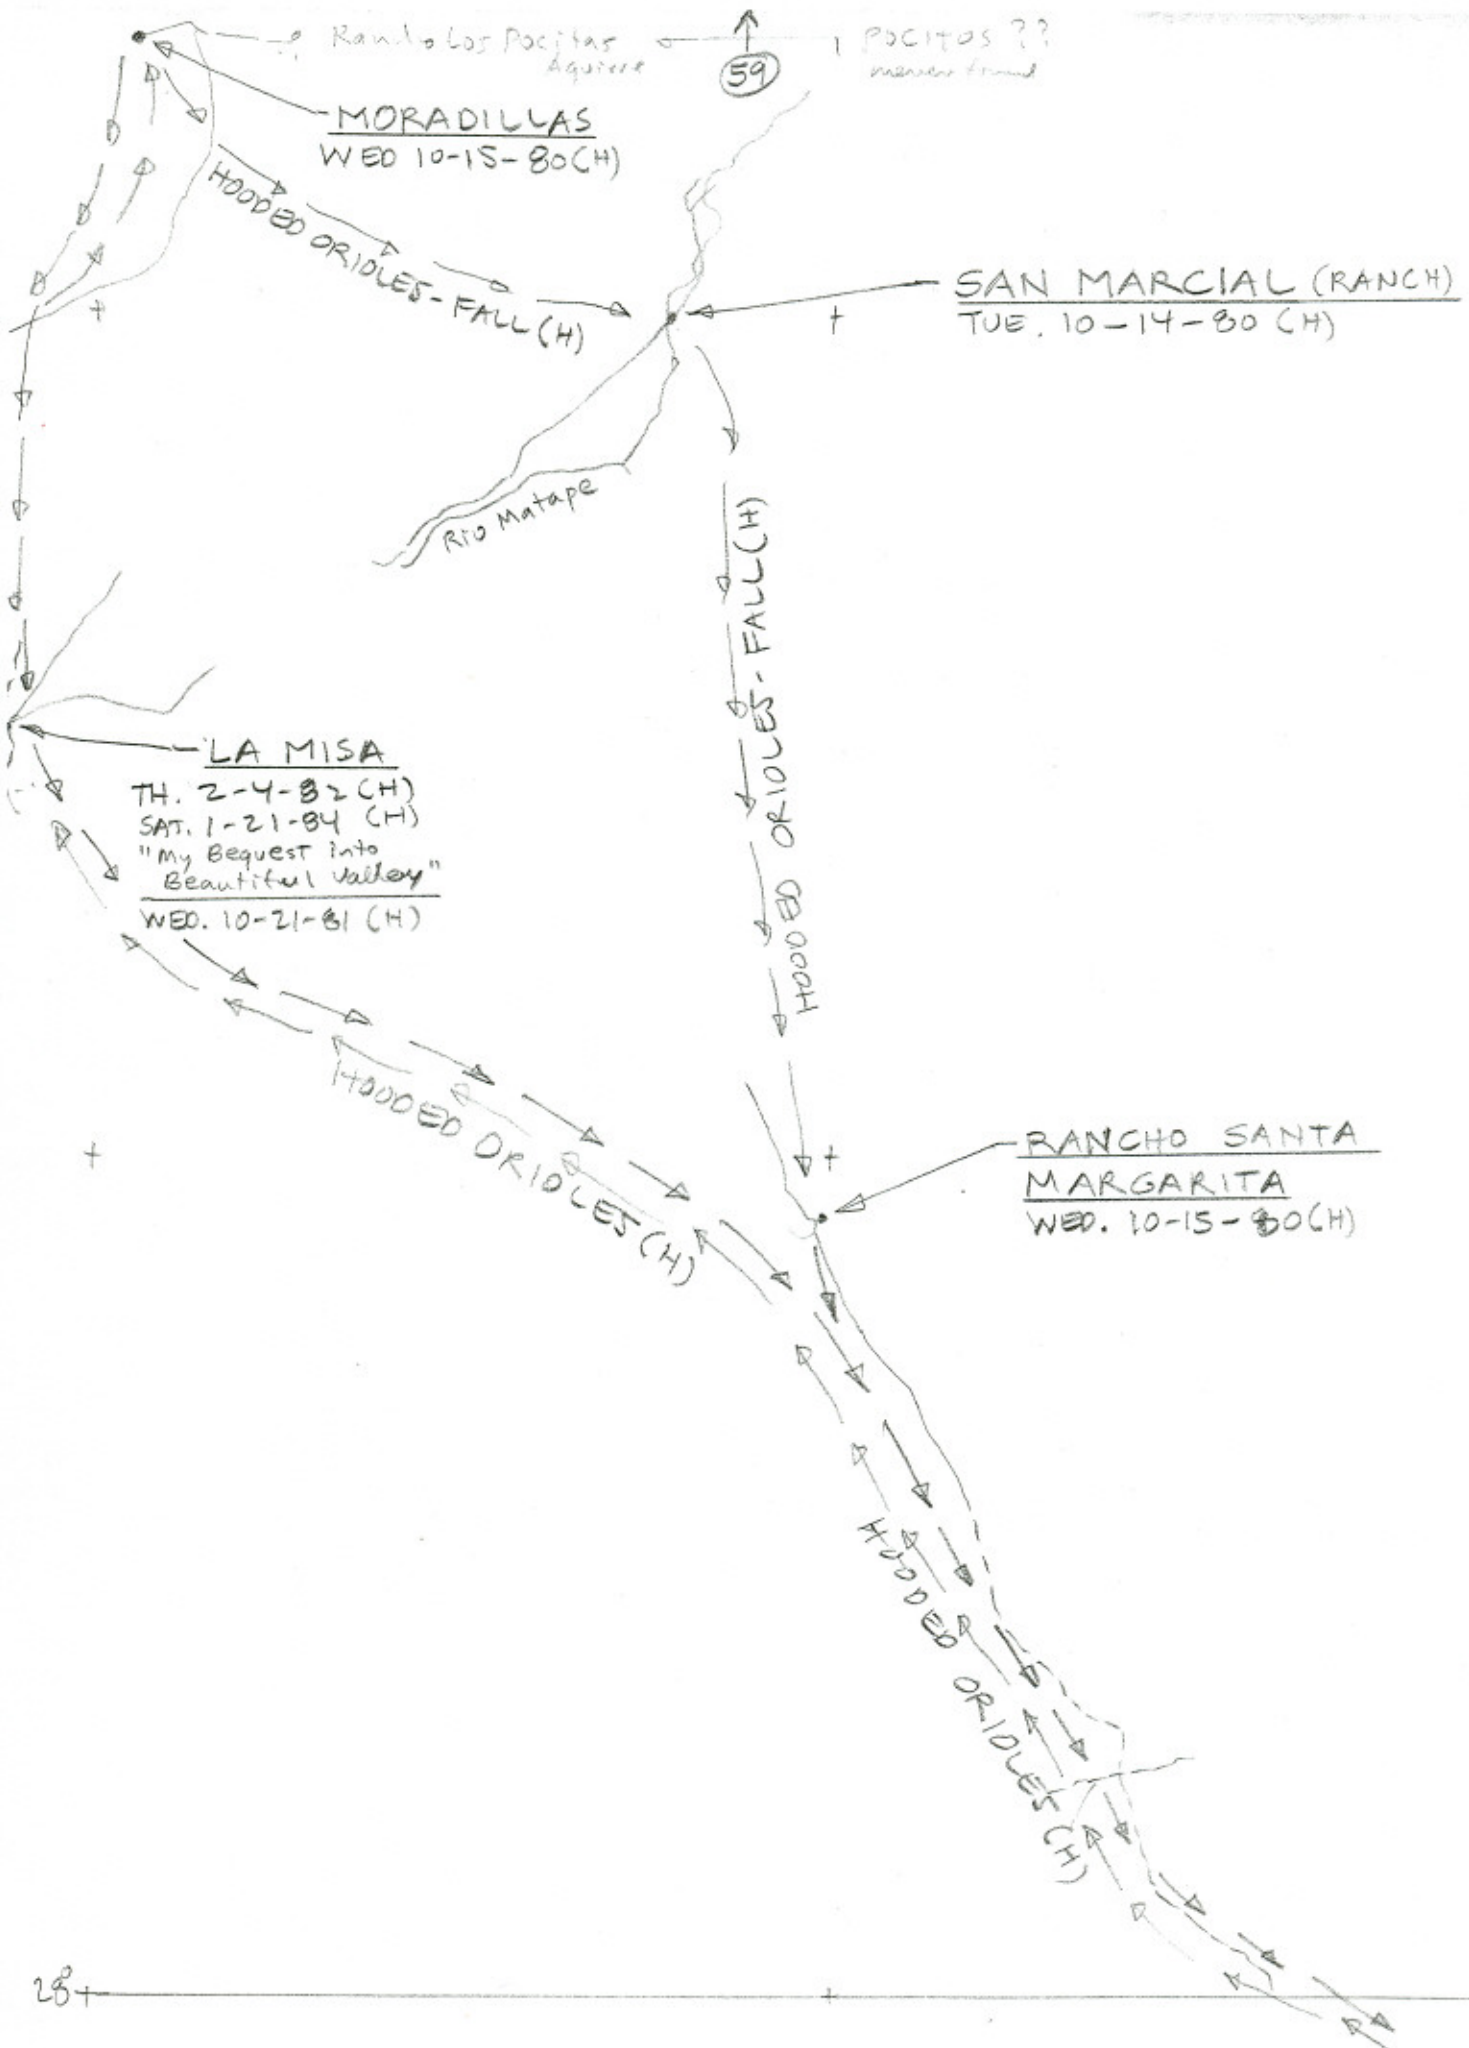 Rancho Los Pocitas
Aguirre
59
POCITOS ??
MORADILLAS
WED 10-15-80(H)
HOODED ORIOLES-FALL(H)
SAN MARCIAL (RANCH)
TUE. 10-14-80 (H)
Rio Matape
HOODED ORIOLES-FALL(H)
LA MISA
TH. 2-4-82 (H)
SAT. 1-21-84 (H)
"My Bequest into
Beautiful Valley"
WED. 10-21-81 (H)
HOODED ORIOLES(H)
RANCHO SANTA
MARGARITA
WED. 10-15-80(H)
HOODED ORIOLES(H)
28°